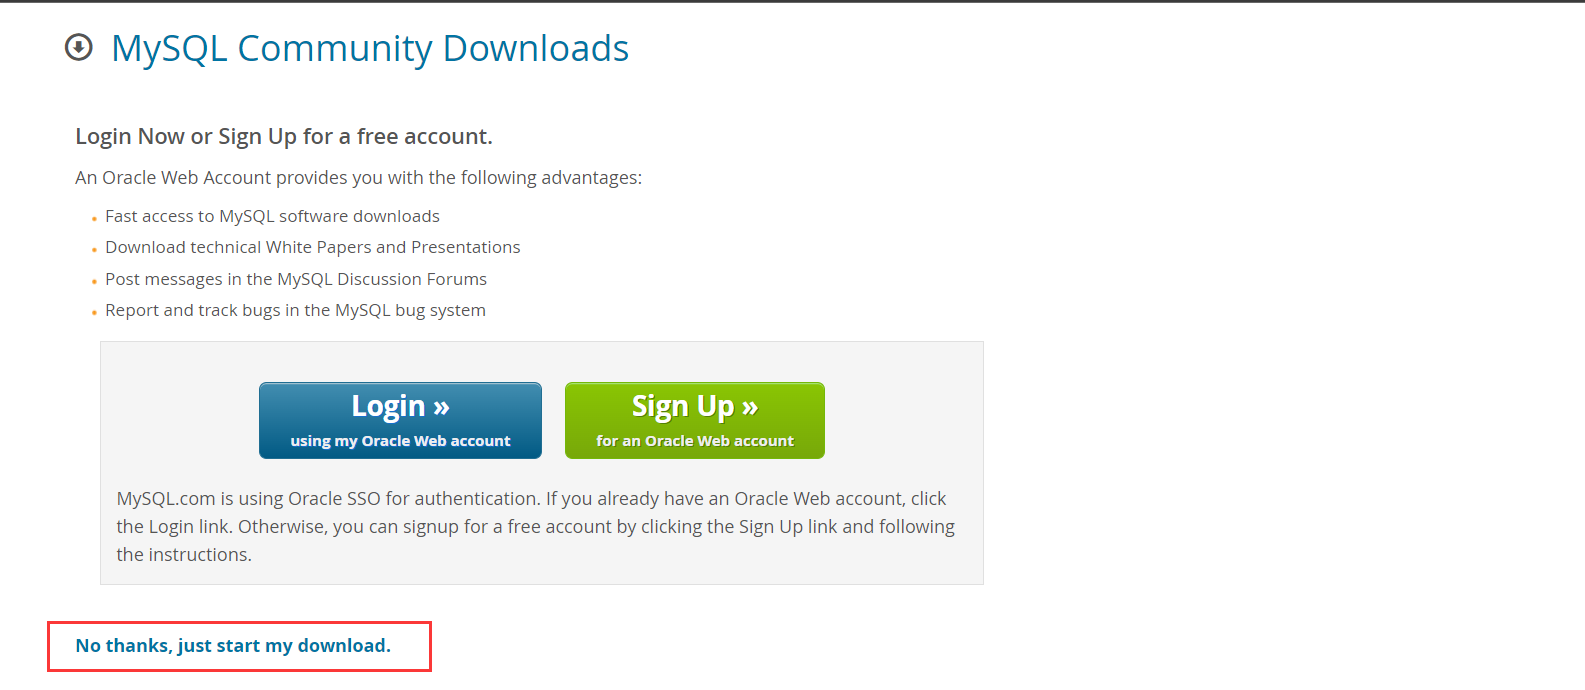 MySQL Community Downloads
Login Now or Sign Up for a free account.
An Oracle Web Account provides you with the following advantages:
Fast access to MySQL software downloads
Download technical White Papers and Presentations
Post messages in the MySQL Discussion Forums
Report and track bugs in the MySQL bug system
Login »
using my Oracle Web account
Sign Up »
for an Oracle Web account
MySQL.com is using Oracle SSO for authentication. If you already have an Oracle Web account, click
the Login link. Otherwise, you can signup for a free account by clicking the Sign Up link and following
the instructions.
No thanks, just start my download.